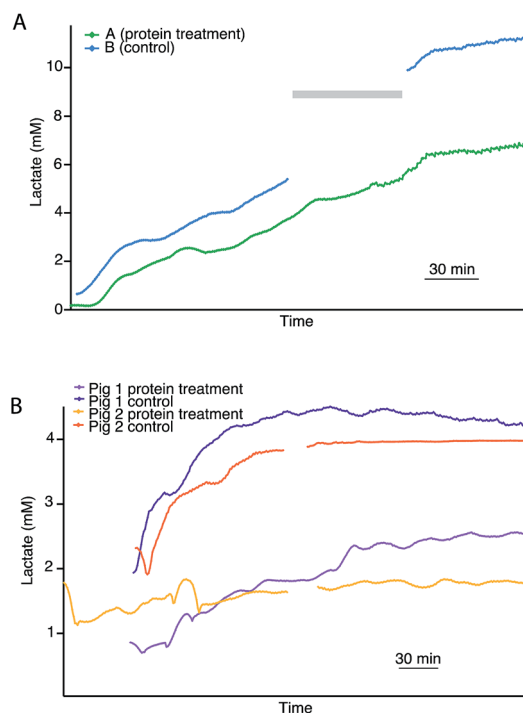 A
A (protein treatment)
B (control)
10
8
6
4
2
0
Lactate (mM)
30 min
Time
B
Pig 1 protein treatment
Pig 1 control
Pig 2 protein treatment
Pig 2 control
4
3
2
1
Lactate (mM)
30 min
Time